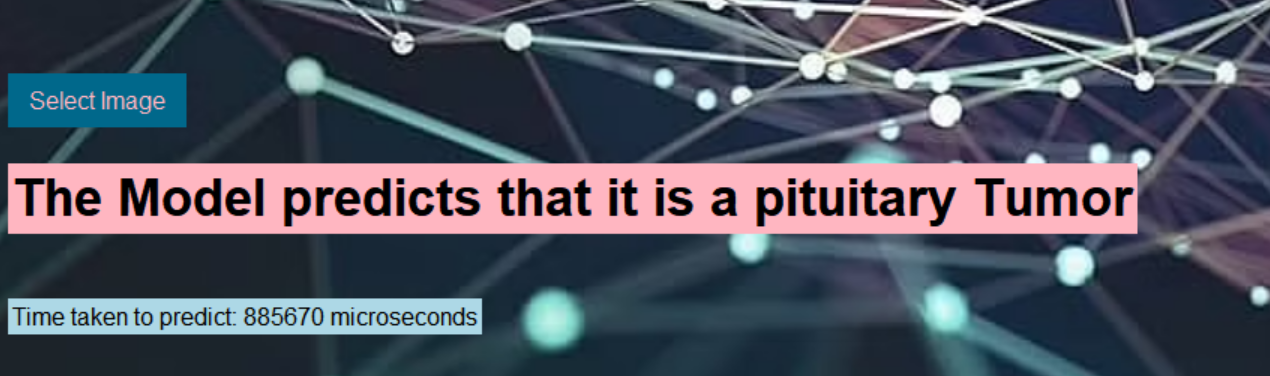 Select Image
The Model predicts that it is a pituitary Tumor
Time taken to predict: 885670 microseconds